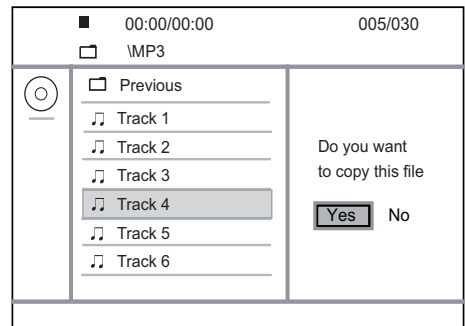 00:00/00:00 005/030
\MP3
Previous
Track 1
Track 2
Track 3
Track 4
Track 5
Track 6
Do you want
to copy this file
Yes No